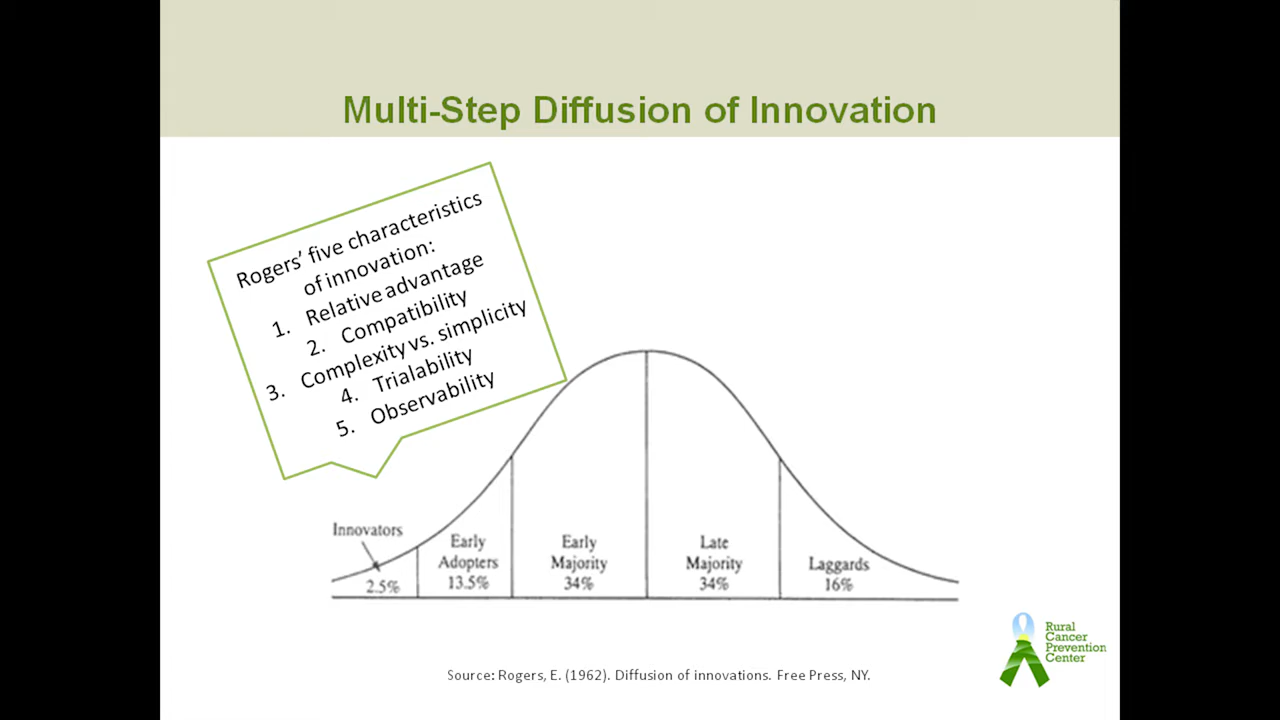 Multi-Step Diffusion of Innovation
Rogers’ five characteristics
of innovation:
1. Relative advantage
2. Compatibility
3. Complexity vs. simplicity
4. Trialability
5. Observability
Innovators
2.5%
Early
Adopters
13.5%
Early
Majority
34%
Late
Majority
34%
Laggards
16%
Rural
Cancer
Prevention
Center
Source: Rogers, E. (1962). Diffusion of innovations. Free Press, NY.